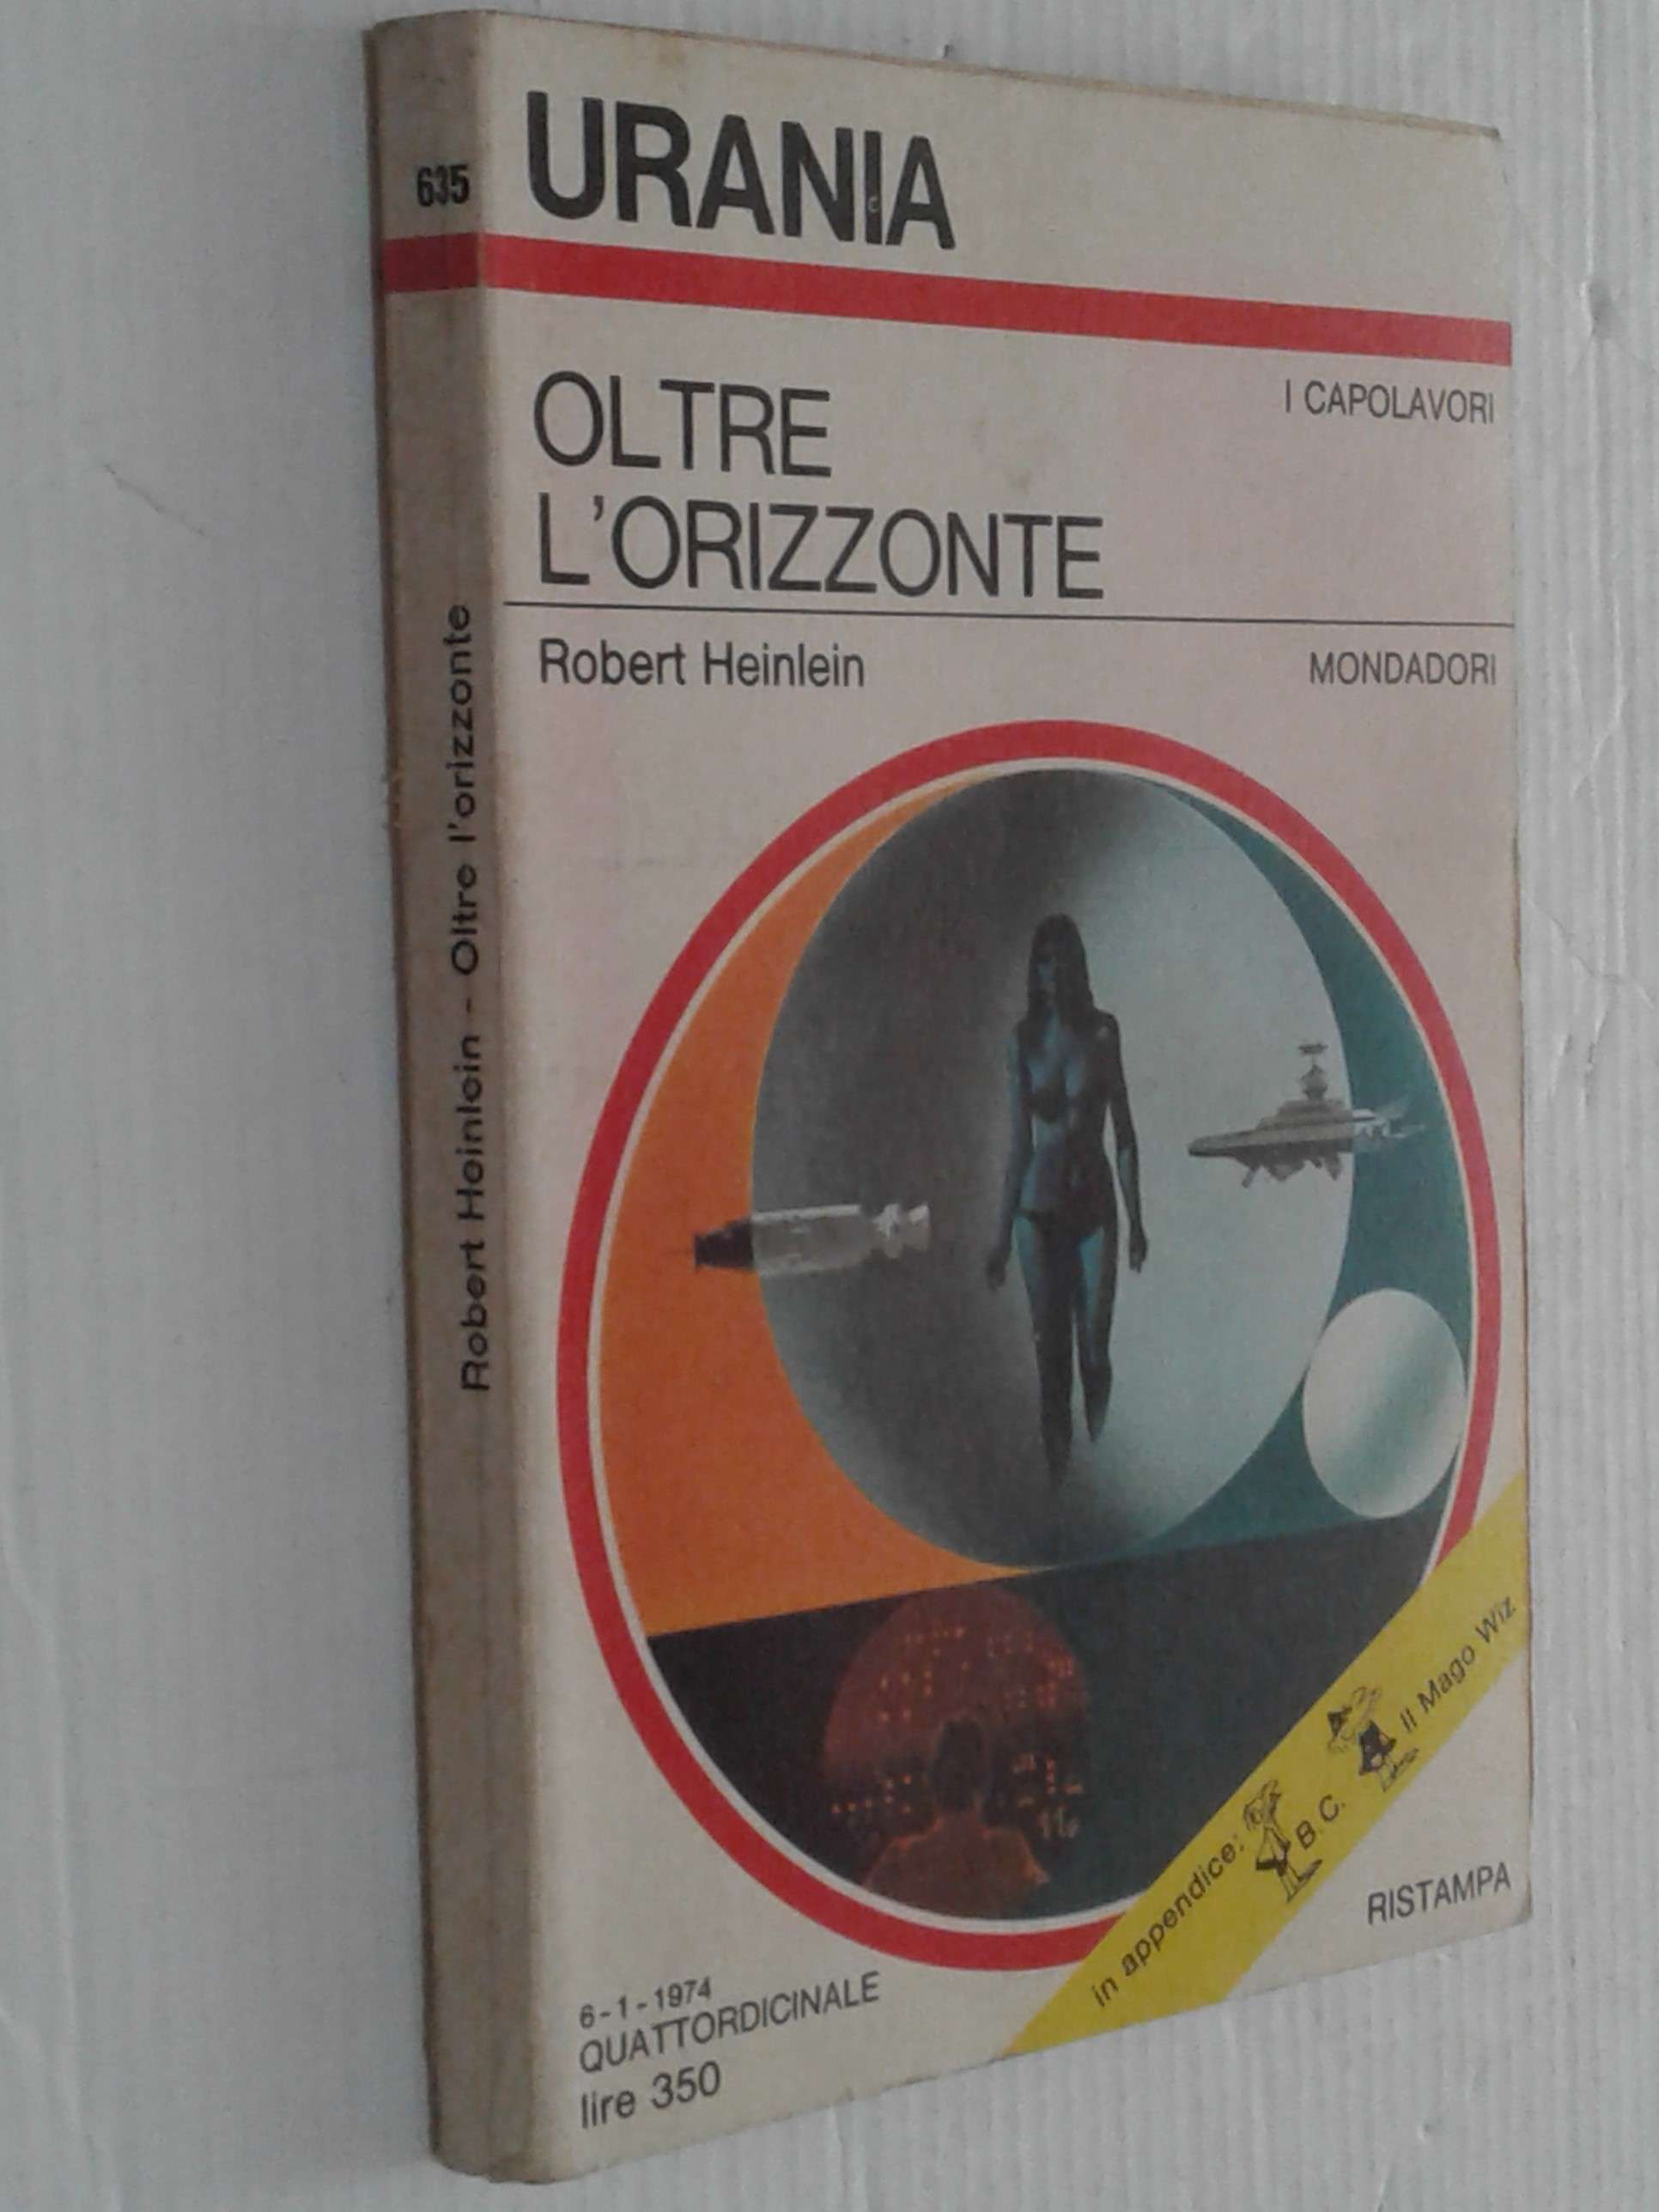 635
Robert Heinlein - Oltre l'orizzonte
URANIA
I CAPOLAVORI
OLTRE
L'ORIZZONTE
Robert Heinlein
MONDADORI
in appendice: B.C. Il Mago Wiz
RISTAMPA
6-1-1974
QUATTORDICINALE
lire 350